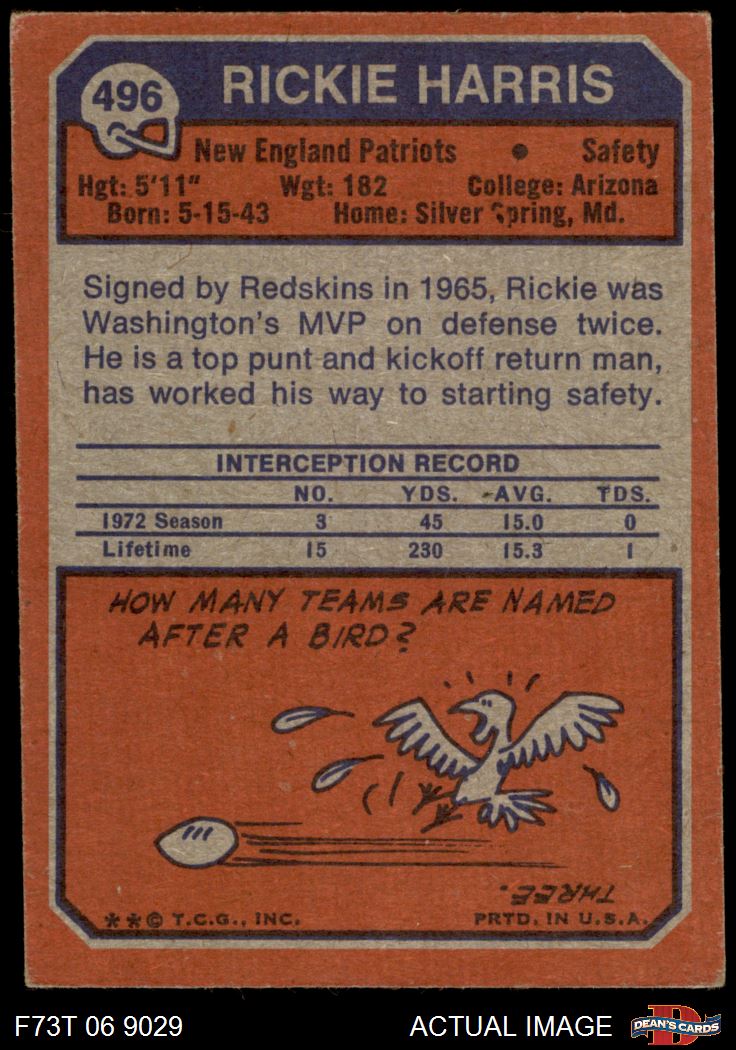 496
RICKIE HARRIS
New England Patriots • Safety
Hgt: 5'11" Wgt: 182 College: Arizona
Born: 5-15-43 Home: Silver Spring, Md.
Signed by Redskins in 1965, Rickie was
Washington's MVP on defense twice.
He is a top punt and kickoff return man,
has worked his way to starting safety.
INTERCEPTION RECORD
NO. YDS. AVG. TDS.
1972 Season 3 45 15.0 0
Lifetime 15 230 15.3 1
HOW MANY TEAMS ARE NAMED
AFTER A BIRD?
THREE.
**© T.C.G., INC. PRTD. IN U.S.A.
F73T 06 9029 ACTUAL IMAGE
DEAN'S CARDS